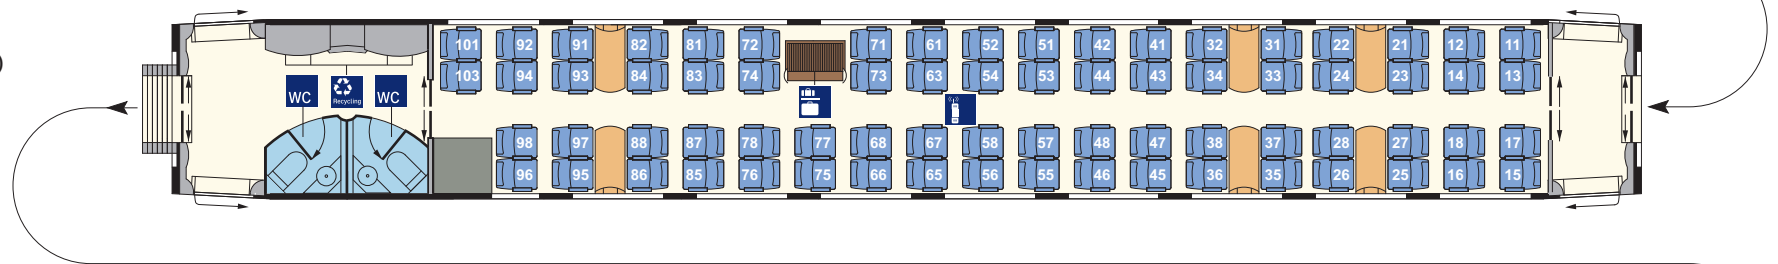 101 92 91 82 81 72 71 61 52 51 42 41 32 31 22 21 12 11
103 94 93 84 83 74 73 63 54 53 44 43 34 33 24 23 14 13
WC Recycling WC
98 97 88 87 78 77 68 67 58 57 48 47 38 37 28 27 18 17
96 95 86 85 76 75 66 65 56 55 46 45 36 35 26 25 16 15